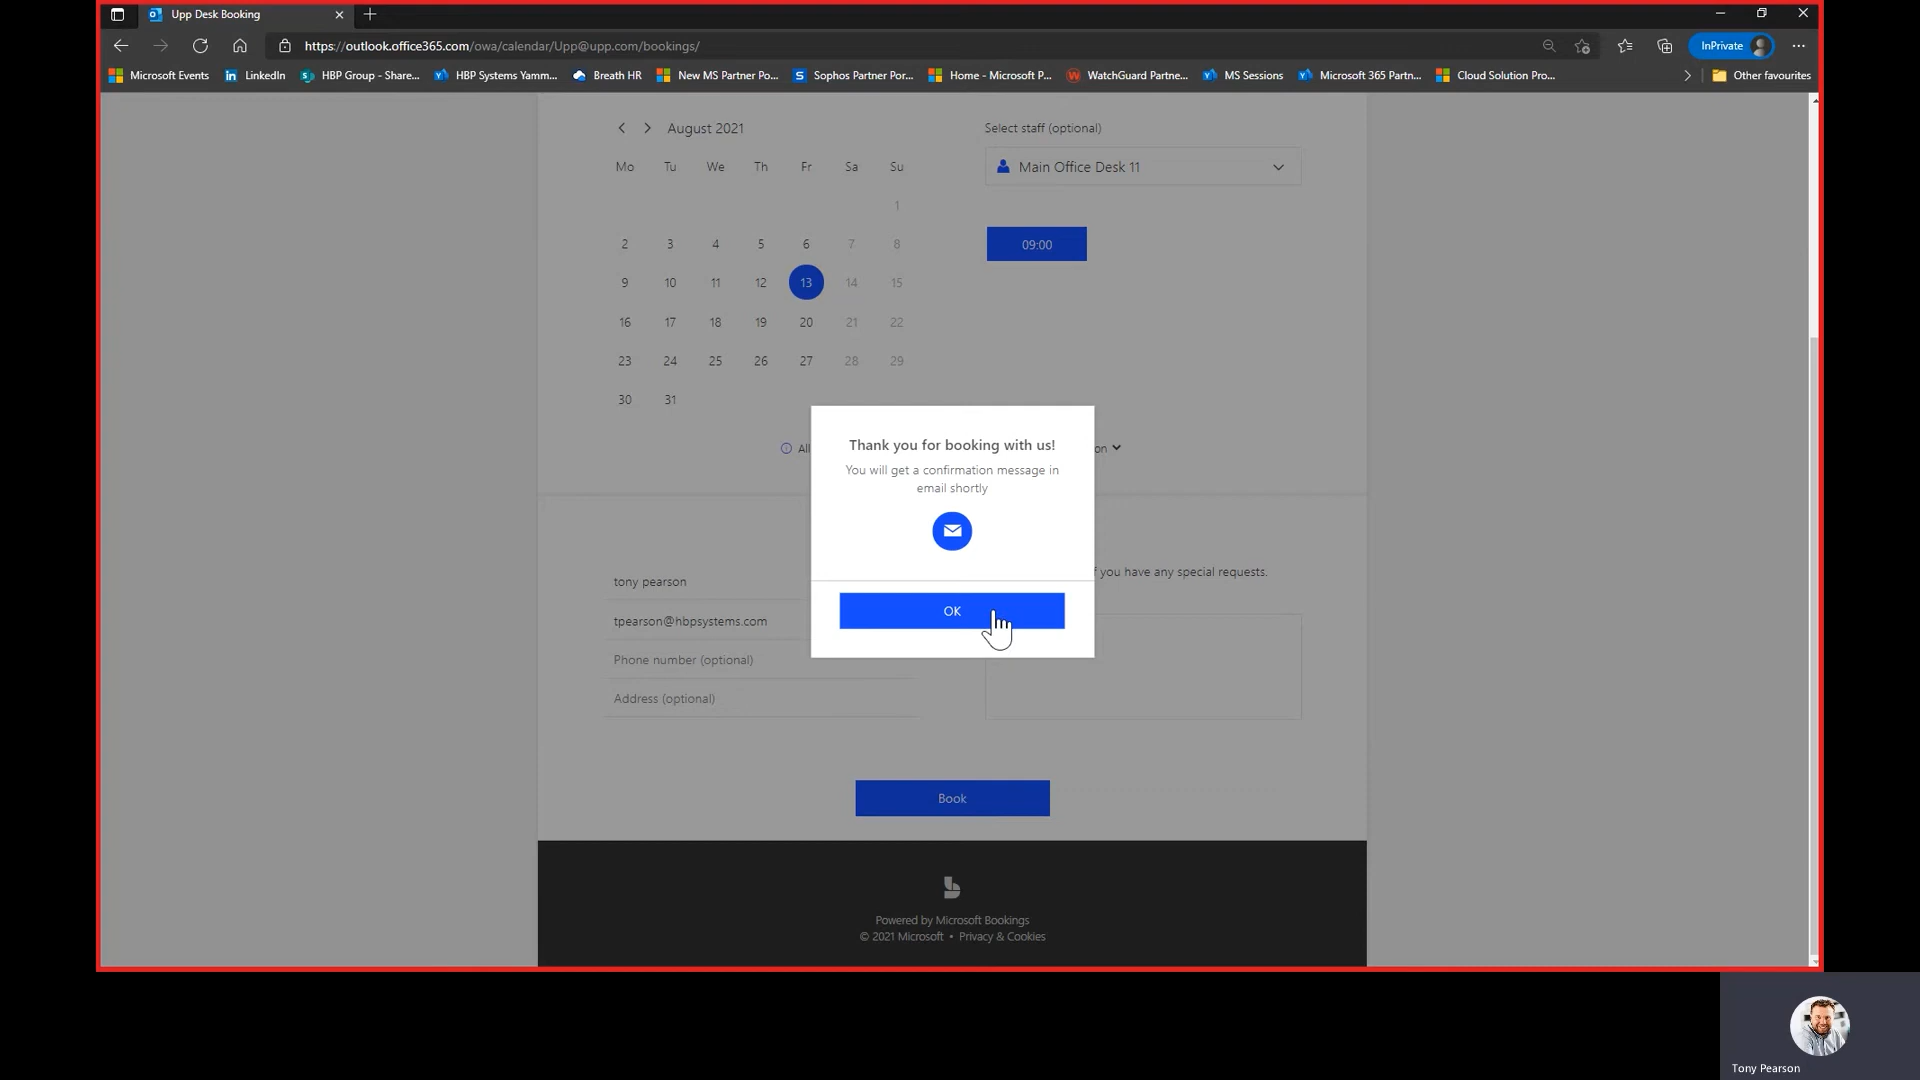 Upp Desk Booking
https://outlook.office365.com/owa/calendar/Upp@upp.com/bookings/
InPrivate
Microsoft Events
LinkedIn
HBP Group - Share...
HBP Systems Yamm...
Breath HR
New MS Partner Po...
Sophos Partner Por...
Home - Microsoft P...
WatchGuard Partne...
MS Sessions
Microsoft 365 Partn...
Cloud Solution Pro...
Other favourites
August 2021
Mo Tu We Th Fr Sa Su
1
2 3 4 5 6 7 8
9 10 11 12 13 14 15
16 17 18 19 20 21 22
23 24 25 26 27 28 29
30 31
Select staff (optional)
Main Office Desk 11
09:00
All
on
Thank you for booking with us!
You will get a confirmation message in
email shortly
OK
tony pearson
tpearson@hbpsystems.com
Phone number (optional)
Address (optional)
you have any special requests.
Book
Powered by Microsoft Bookings
© 2021 Microsoft • Privacy & Cookies
Tony Pearson